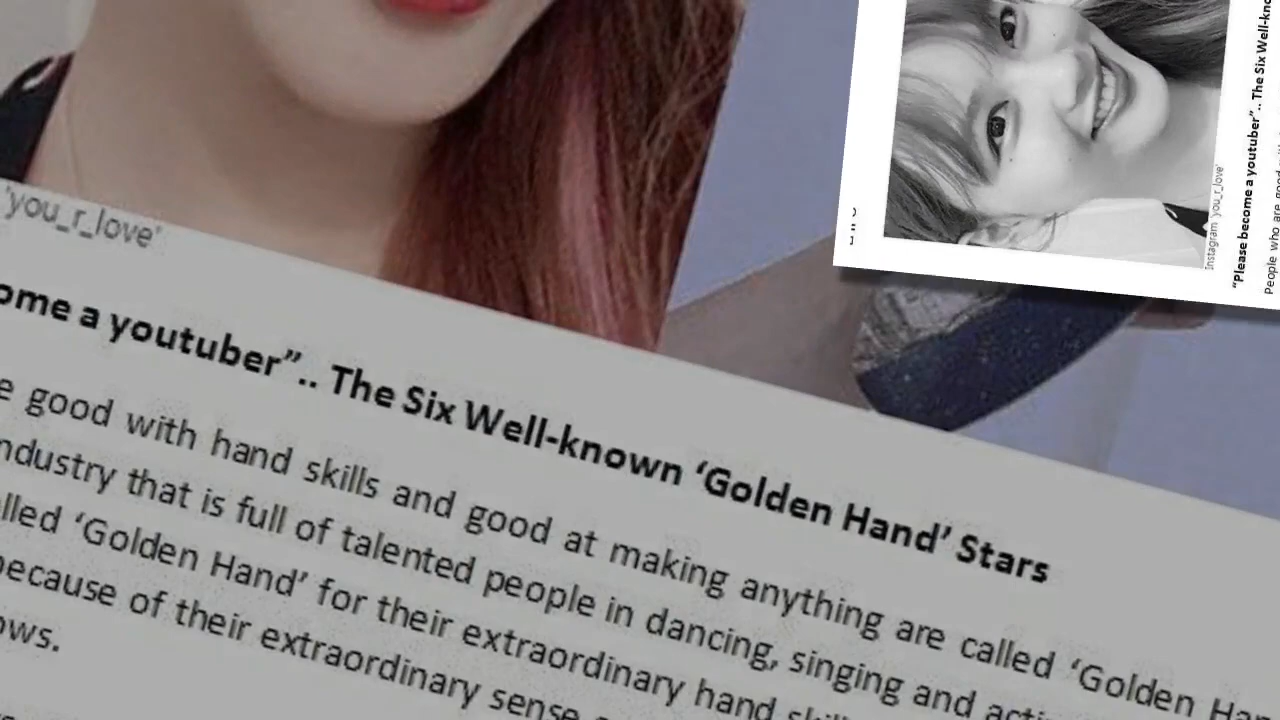 'you_r_love'
ome a youtuber”.. The Six Well-known ‘Golden Hand’ Stars
e good with hand skills and good at making anything are called ‘Golden Han
ndustry that is full of talented people in dancing, singing and acti
lled ‘Golden Hand’ for their extraordinary hand skill
because of their extraordinary sense
ows.
Instagram 'you_r_love'
“Please become a youtuber”.. The Six Well-kno
People who are good